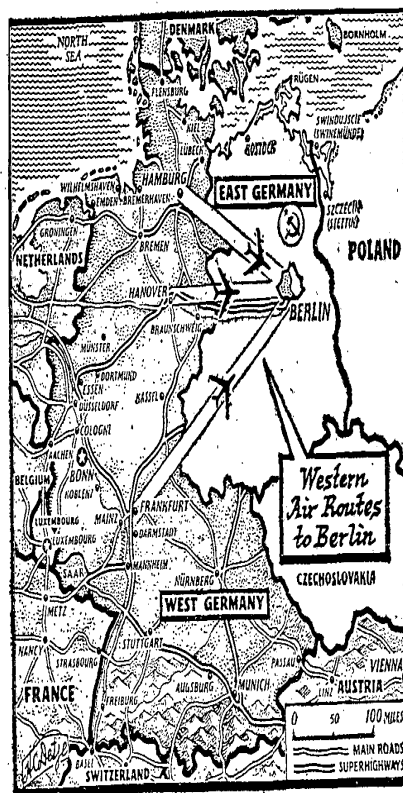 DENMARK
NORTH
SEA
BORNHOLM
FLENSBURG
RÜGEN
KIEL
ROSTOCK
SWINOUJSCIE
(SWINEMÜNDE)
LÜBECK
WILHELMSHAVEN
HAMBURG
EMDEN
BREMERHAVEN
EAST GERMANY
SZCZECIN
(STETTIN)
GRONINGEN
BREMEN
POLAND
NETHERLANDS
HANOVER
BERLIN
BRAUNSCHWEIG
MÜNSTER
DORTMUND
ESSEN
KASSEL
DÜSSELDORF
COLOGNE
AACHEN
BONN
BELGIUM
KOBLENZ
Western
Air Routes
to Berlin
FRANKFURT
LUXEMBOURG
MAINZ
DARMSTADT
LUXEMBOURG
MANNHEIM
CZECHOSLOVAKIA
SAAR
NÜRNBERG
METZ
WEST GERMANY
STUTTGART
NANCY
STRASBOURG
PASSAU
VIENNA
LINZ
AUSTRIA
FRANCE
FREIBURG
AUGSBURG
MUNICH
0 50 100 MILES
MAIN ROADS
SUPERHIGHWAYS
BASEL
SWITZERLAND